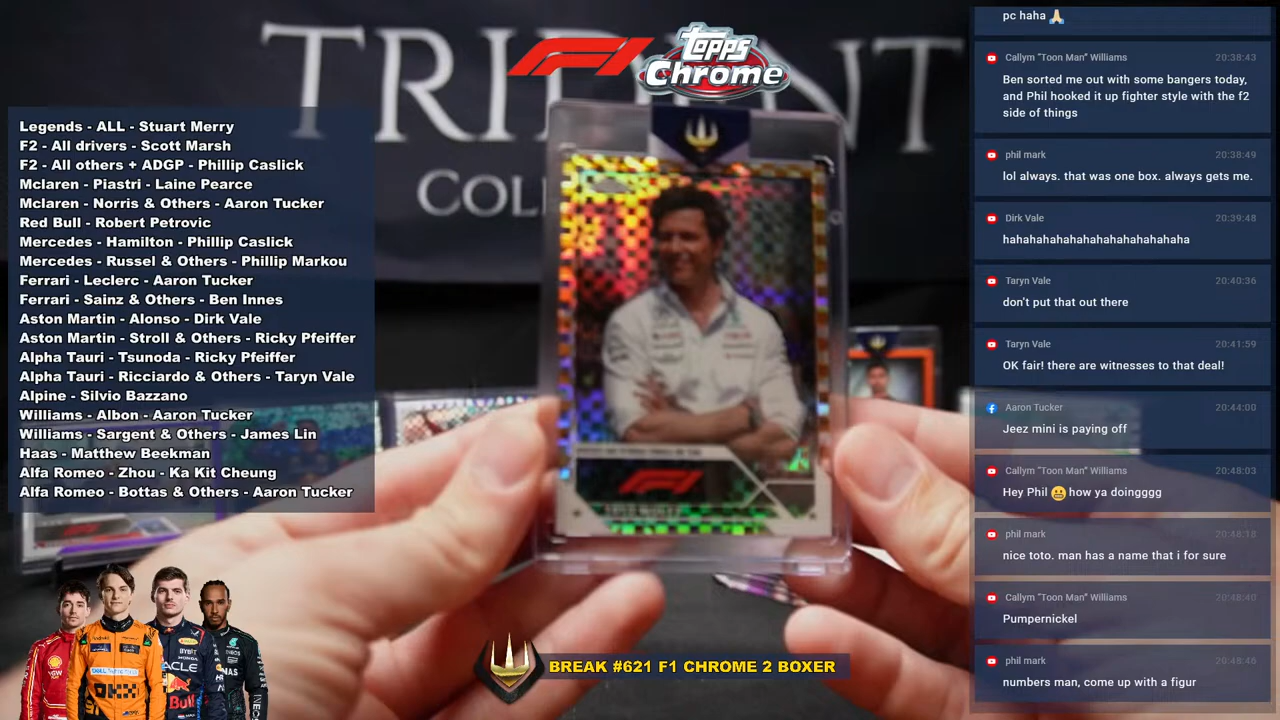 TRIDENT
COL
F1
Topps
Chrome
Legends - ALL - Stuart Merry
F2 - All drivers - Scott Marsh
F2 - All others + ADGP - Phillip Caslick
Mclaren - Piastri - Laine Pearce
Mclaren - Norris & Others - Aaron Tucker
Red Bull - Robert Petrovic
Mercedes - Hamilton - Phillip Caslick
Mercedes - Russel & Others - Phillip Markou
Ferrari - Leclerc - Aaron Tucker
Ferrari - Sainz & Others - Ben Innes
Aston Martin - Alonso - Dirk Vale
Aston Martin - Stroll & Others - Ricky Pfeiffer
Alpha Tauri - Tsunoda - Ricky Pfeiffer
Alpha Tauri - Ricciardo & Others - Taryn Vale
Alpine - Silvio Bazzano
Williams - Albon - Aaron Tucker
Williams - Sargent & Others - James Lin
Haas - Matthew Beekman
Alfa Romeo - Zhou - Ka Kit Cheung
Alfa Romeo - Bottas & Others - Aaron Tucker
BREAK #621 F1 CHROME 2 BOXER
pc haha 🙏🏻
Callym "Toon Man" Williams 20:38:43
Ben sorted me out with some bangers today,
and Phil hooked it up fighter style with the f2
side of things
phil mark 20:38:49
lol always. that was one box. always gets me.
Dirk Vale 20:39:48
hahahahahahahahahahahahaha
Taryn Vale 20:40:36
don't put that out there
Taryn Vale 20:41:59
OK fair! there are witnesses to that deal!
Aaron Tucker 20:44:00
Jeez mini is paying off
Callym "Toon Man" Williams 20:48:03
Hey Phil 😬 how ya doingggg
phil mark 20:48:18
nice toto. man has a name that i for sure
Callym "Toon Man" Williams 20:48:40
Pumpernickel
phil mark 20:48:46
numbers man, come up with a figur